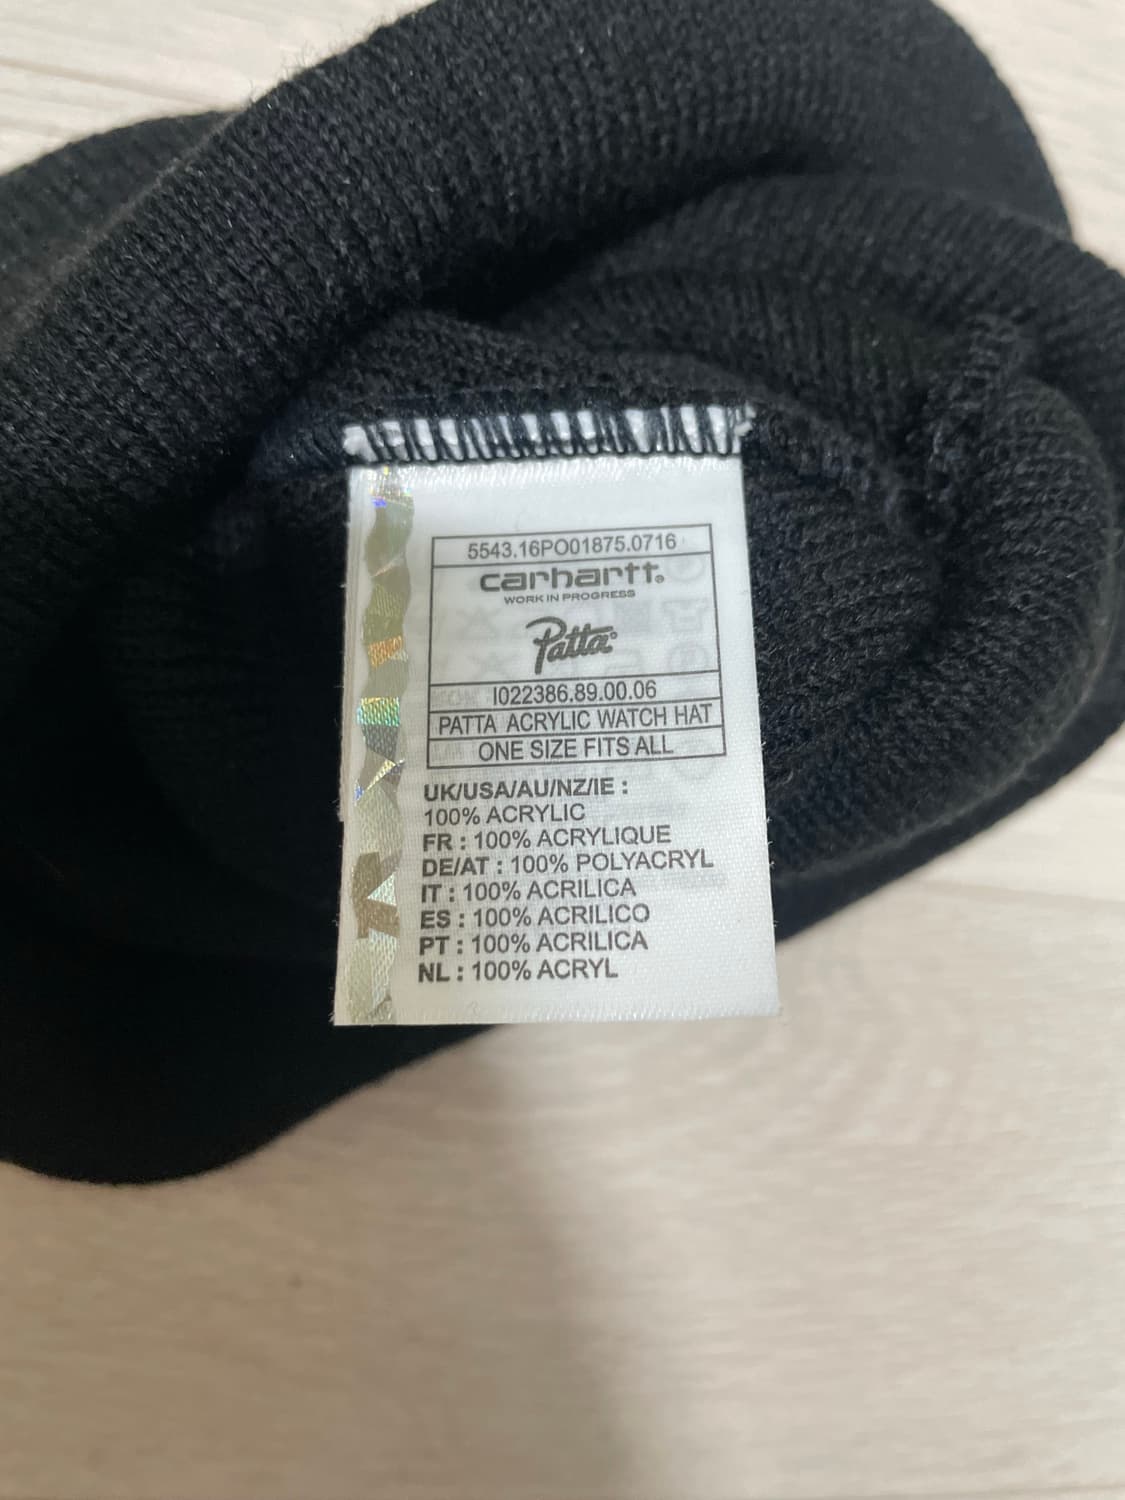 5543.16PO01875.0716
carhartt®
WORK IN PROGRESS
Patta®
I022386.89.00.06
PATTA ACRYLIC WATCH HAT
ONE SIZE FITS ALL
UK/USA/AU/NZ/IE :
100% ACRYLIC
FR : 100% ACRYLIQUE
DE/AT : 100% POLYACRYL
IT : 100% ACRILICA
ES : 100% ACRILICO
PT : 100% ACRILICA
NL : 100% ACRYL